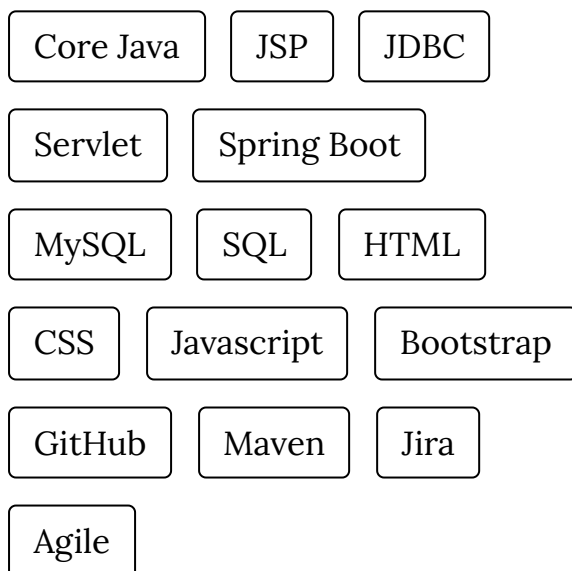 Core Java JSP JDBC
Servlet Spring Boot
MySQL SQL HTML
CSS Javascript Bootstrap
GitHub Maven Jira
Agile